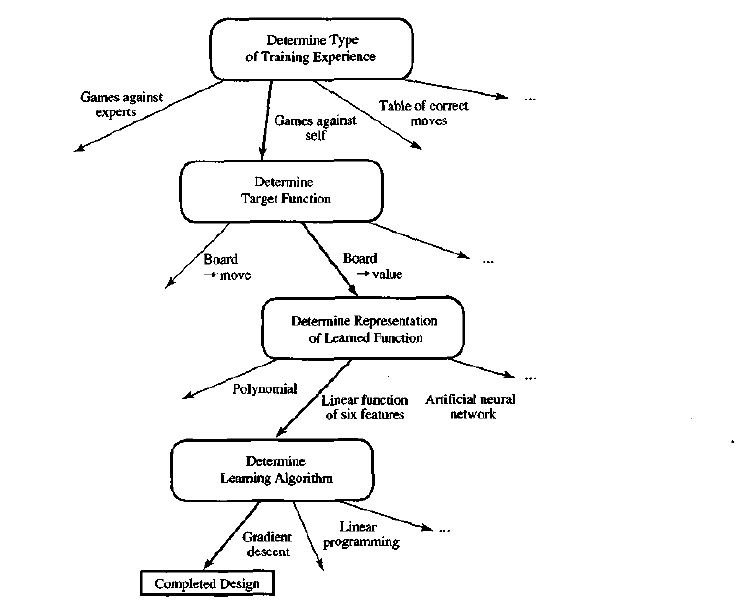 Determine Type
of Training Experience
Games against
experts
Games against
self
Table of correct
moves
...
Determine
Target Function
Board
→ move
Board
→ value
...
Determine Representation
of Learned Function
Polynomial
Linear function
of six features
Artificial neural
network
...
Determine
Learning Algorithm
Gradient
descent
Linear
programming
...
Completed Design